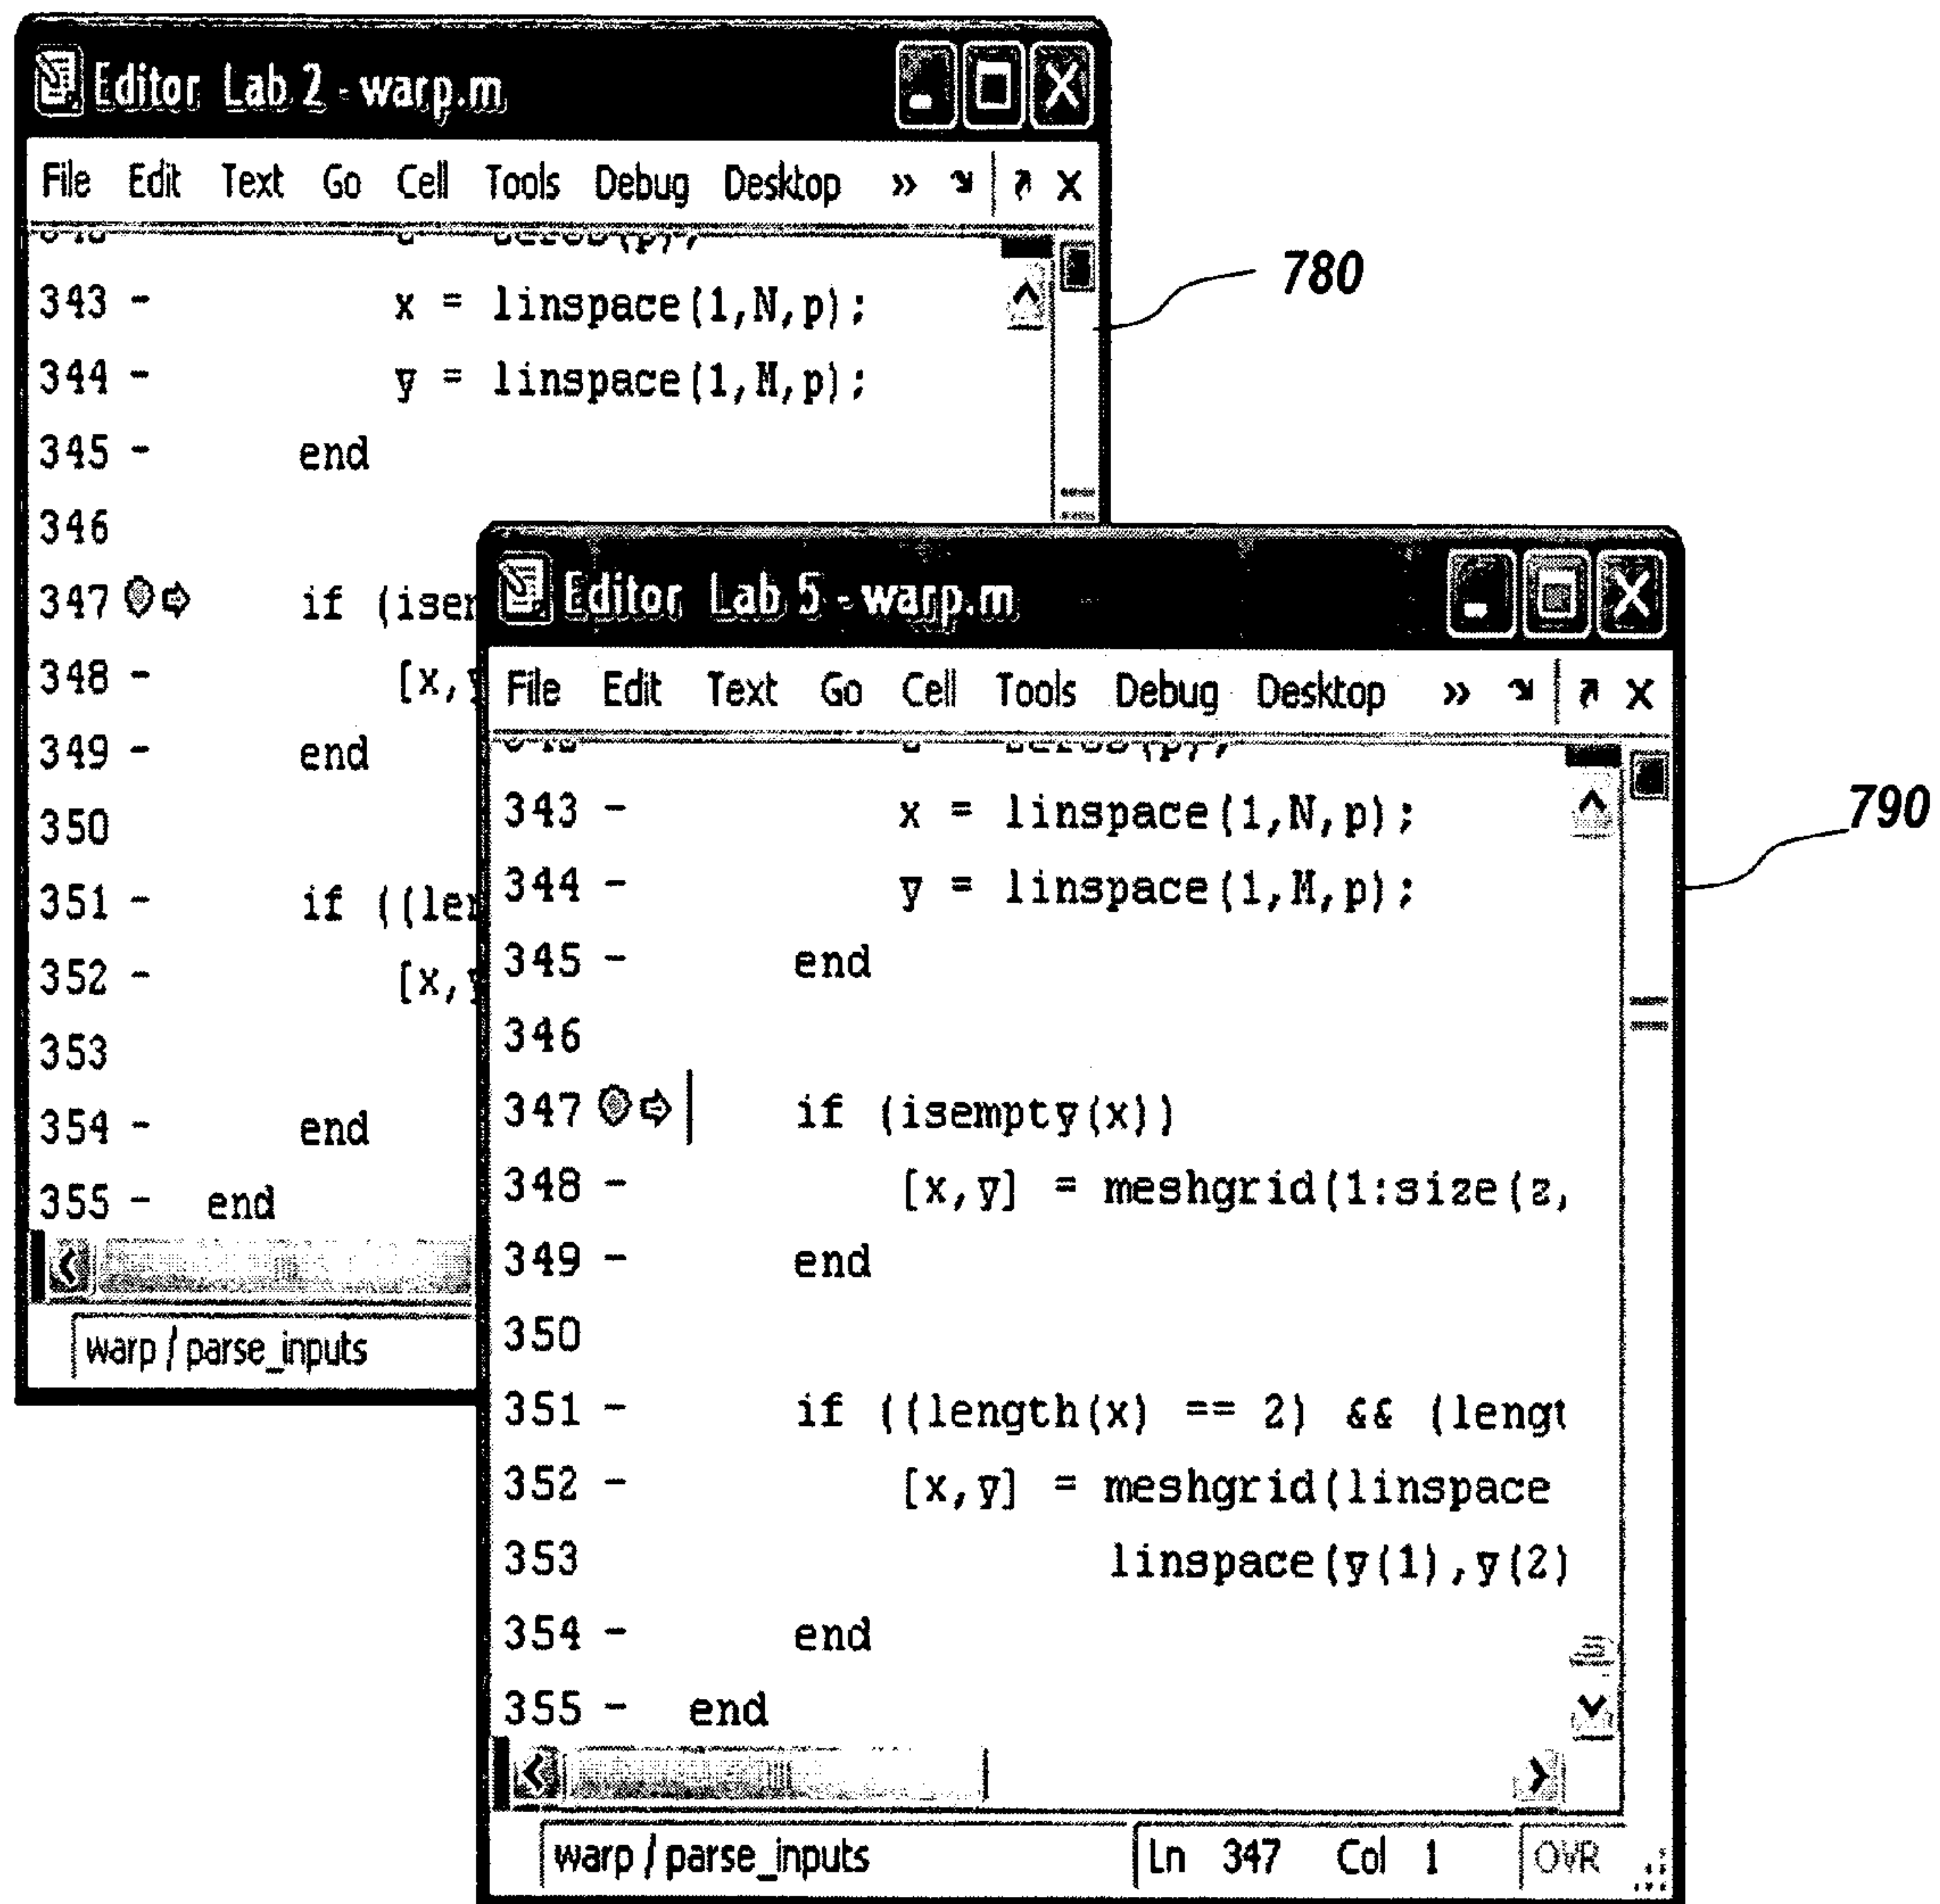 Editor Lab 2 - warp.m
File Edit Text Go Cell Tools Debug Desktop »
343 - x = linspace(1,N,p);
344 - y = linspace(1,M,p);
345 - end
346
347 if (isem
348 - [x,y
349 - end
350
351 - if ((len
352 - [x,y
353
354 - end
355 - end
warp / parse_inputs
780
Editor Lab 5 - warp.m
File Edit Text Go Cell Tools Debug Desktop »
343 - x = linspace(1,N,p);
344 - y = linspace(1,M,p);
345 - end
346
347 if (isempty(x))
348 - [x,y] = meshgrid(1:size(z,
349 - end
350
351 - if ((length(x) == 2) && (lengt
352 - [x,y] = meshgrid(linspace
353 linspace(y(1),y(2)
354 - end
355 - end
warp / parse_inputs Ln 347 Col 1 OVR
790